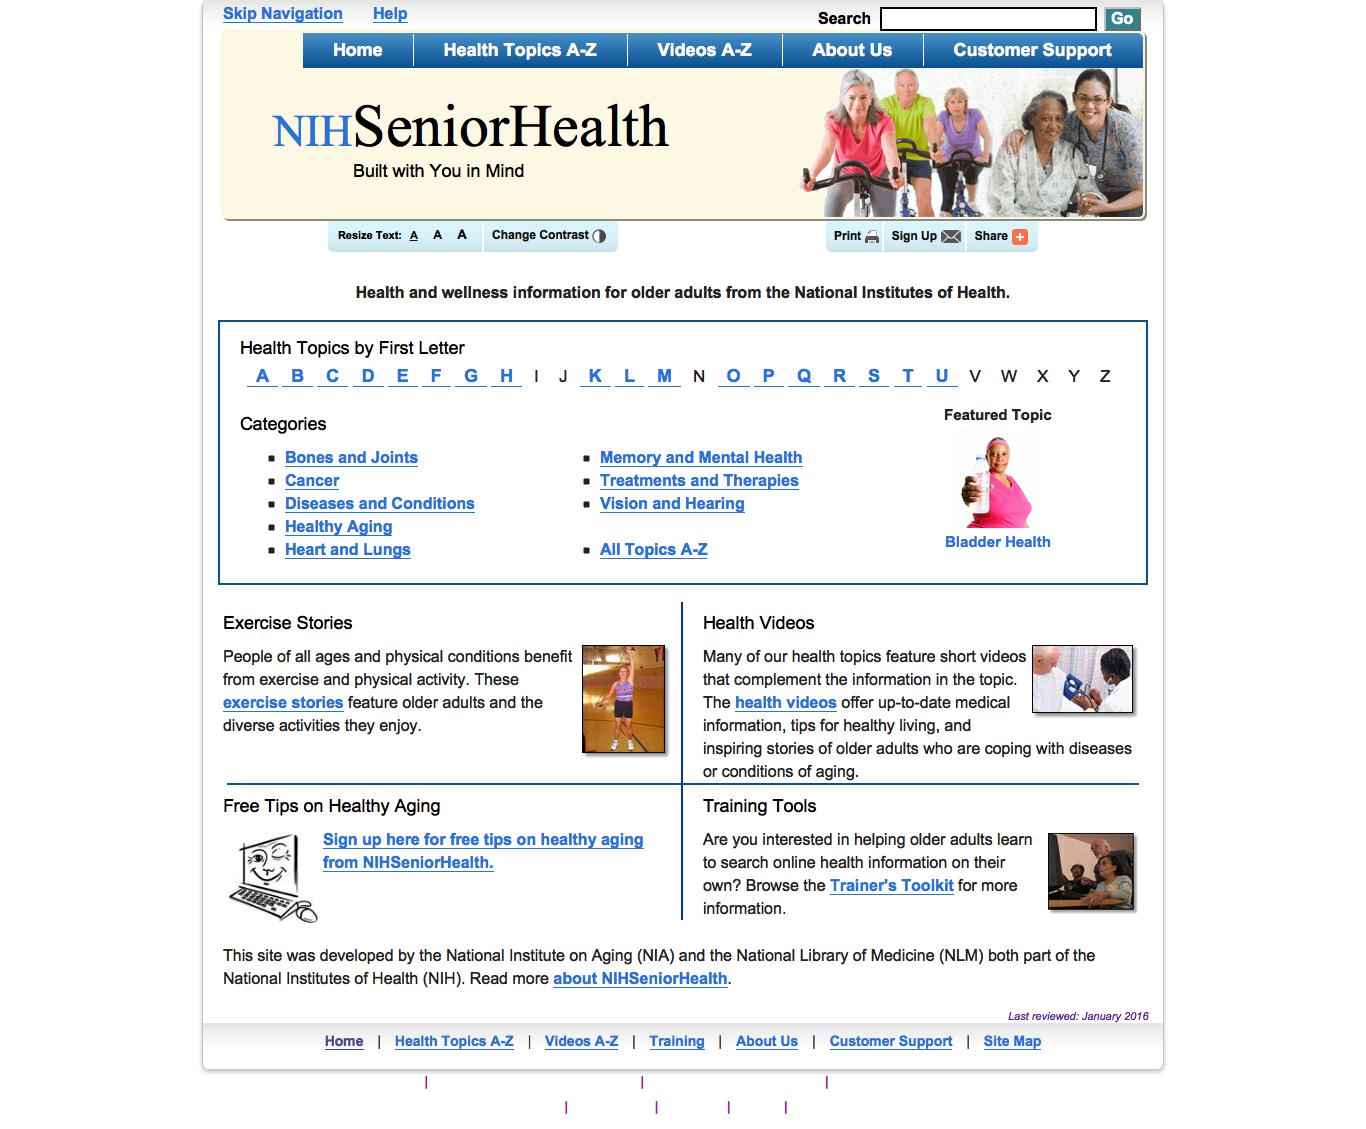 Skip Navigation Help
Search Go
Home Health Topics A-Z Videos A-Z About Us Customer Support
NIHSeniorHealth
Built with You in Mind
Resize Text: A A A Change Contrast Print Sign Up Share
Health and wellness information for older adults from the National Institutes of Health.
Health Topics by First Letter
A B C D E F G H I J K L M N O P Q R S T U V W X Y Z
Categories
Bones and Joints
Cancer
Diseases and Conditions
Healthy Aging
Heart and Lungs
Memory and Mental Health
Treatments and Therapies
Vision and Hearing
All Topics A-Z
Featured Topic
Bladder Health
Exercise Stories
People of all ages and physical conditions benefit
from exercise and physical activity. These
exercise stories feature older adults and the
diverse activities they enjoy.
Health Videos
Many of our health topics feature short videos
that complement the information in the topic.
The health videos offer up-to-date medical
information, tips for healthy living, and
inspiring stories of older adults who are coping with diseases
or conditions of aging.
Free Tips on Healthy Aging
Sign up here for free tips on healthy aging
from NIHSeniorHealth.
Training Tools
Are you interested in helping older adults learn
to search online health information on their
own? Browse the Trainer's Toolkit for more
information.
This site was developed by the National Institute on Aging (NIA) and the National Library of Medicine (NLM) both part of the
National Institutes of Health (NIH). Read more about NIHSeniorHealth.
Last reviewed: January 2016
Home | Health Topics A-Z | Videos A-Z | Training | About Us | Customer Support | Site Map
| | |
| | | |